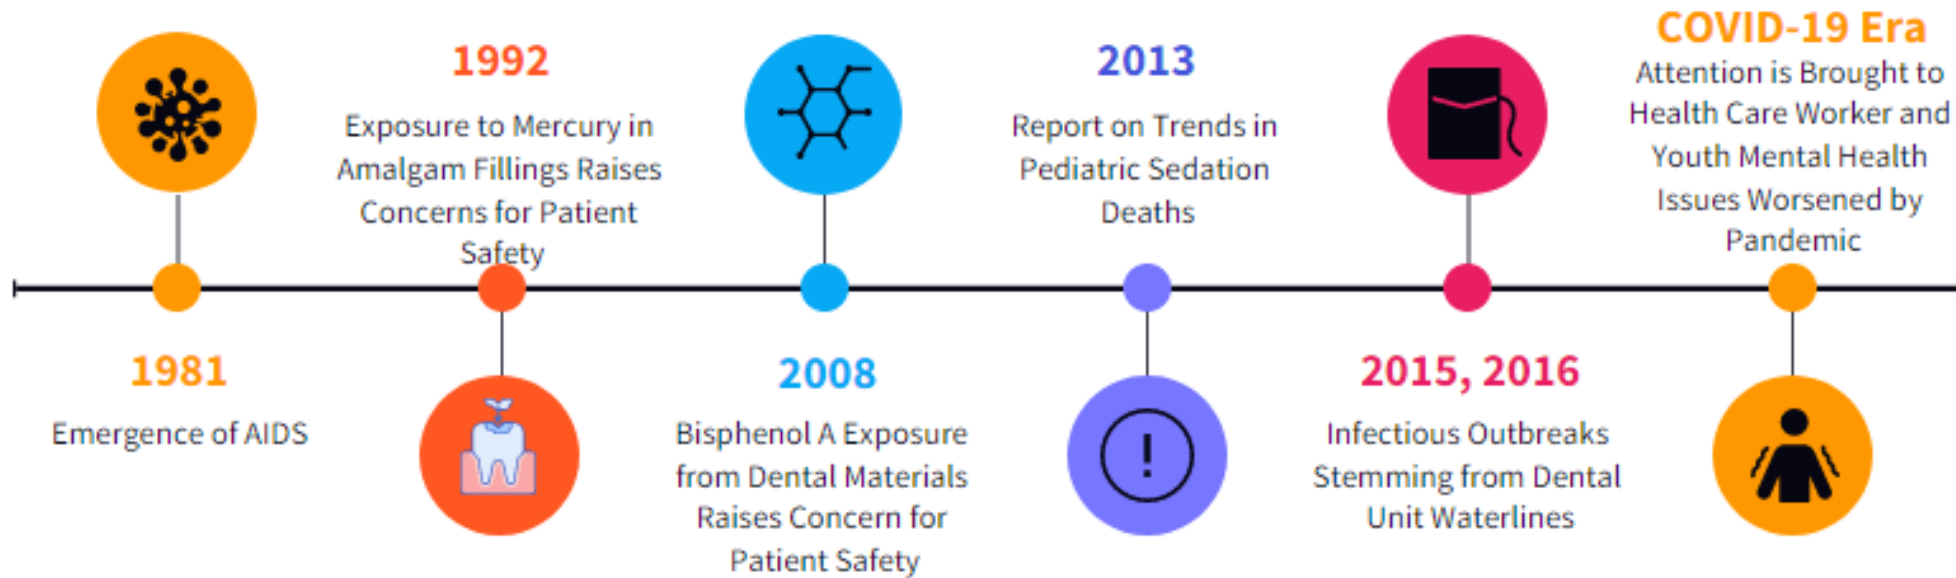 1981
Emergence of AIDS
1992
Exposure to Mercury in
Amalgam Fillings Raises
Concerns for Patient
Safety
2008
Bisphenol A Exposure
from Dental Materials
Raises Concern for
Patient Safety
2013
Report on Trends in
Pediatric Sedation
Deaths
2015, 2016
Infectious Outbreaks
Stemming from Dental
Unit Waterlines
COVID-19 Era
Attention is Brought to
Health Care Worker and
Youth Mental Health
Issues Worsened by
Pandemic
!